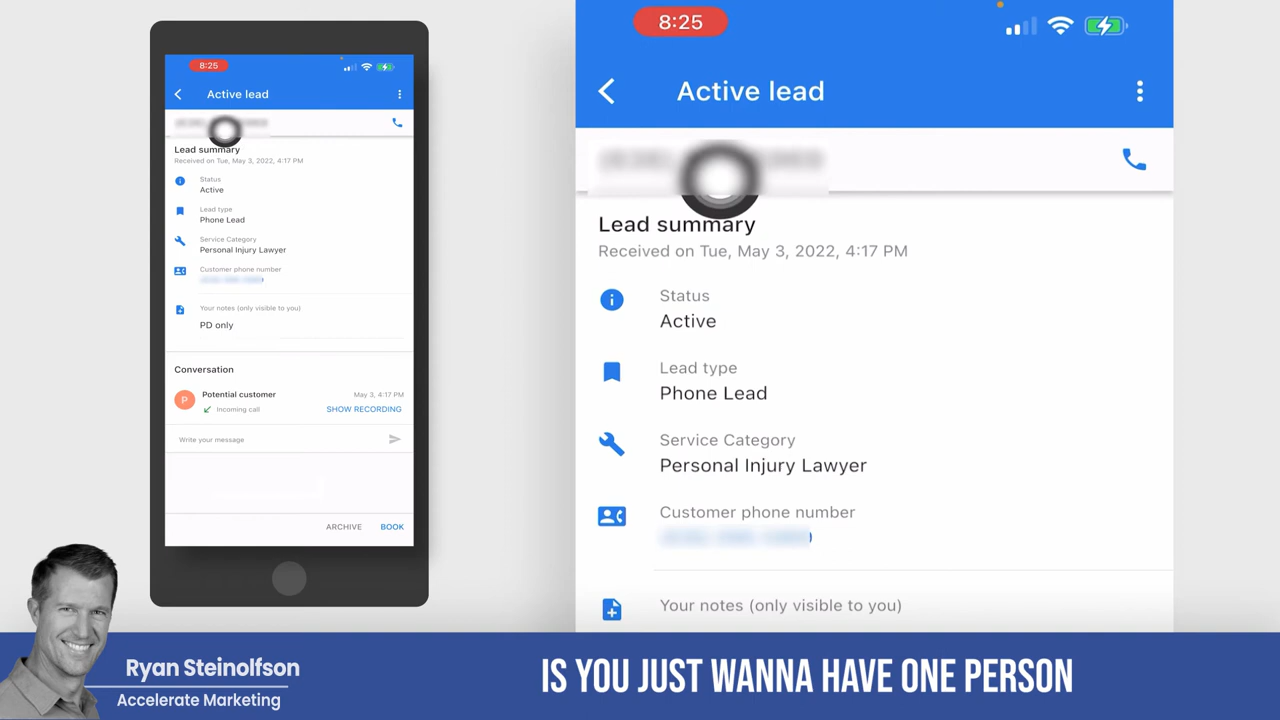 8:25
Active lead
Lead summary
Received on Tue, May 3, 2022, 4:17 PM
Status
Active
Lead type
Phone Lead
Service Category
Personal Injury Lawyer
Customer phone number
Your notes (only visible to you)
PD only
Conversation
P
Potential customer
May 3, 4:17 PM
Incoming call
SHOW RECORDING
Write your message
ARCHIVE BOOK
8:25
Active lead
Lead summary
Received on Tue, May 3, 2022, 4:17 PM
Status
Active
Lead type
Phone Lead
Service Category
Personal Injury Lawyer
Customer phone number
Your notes (only visible to you)
Ryan Steinolfson
Accelerate Marketing
IS YOU JUST WANNA HAVE ONE PERSON